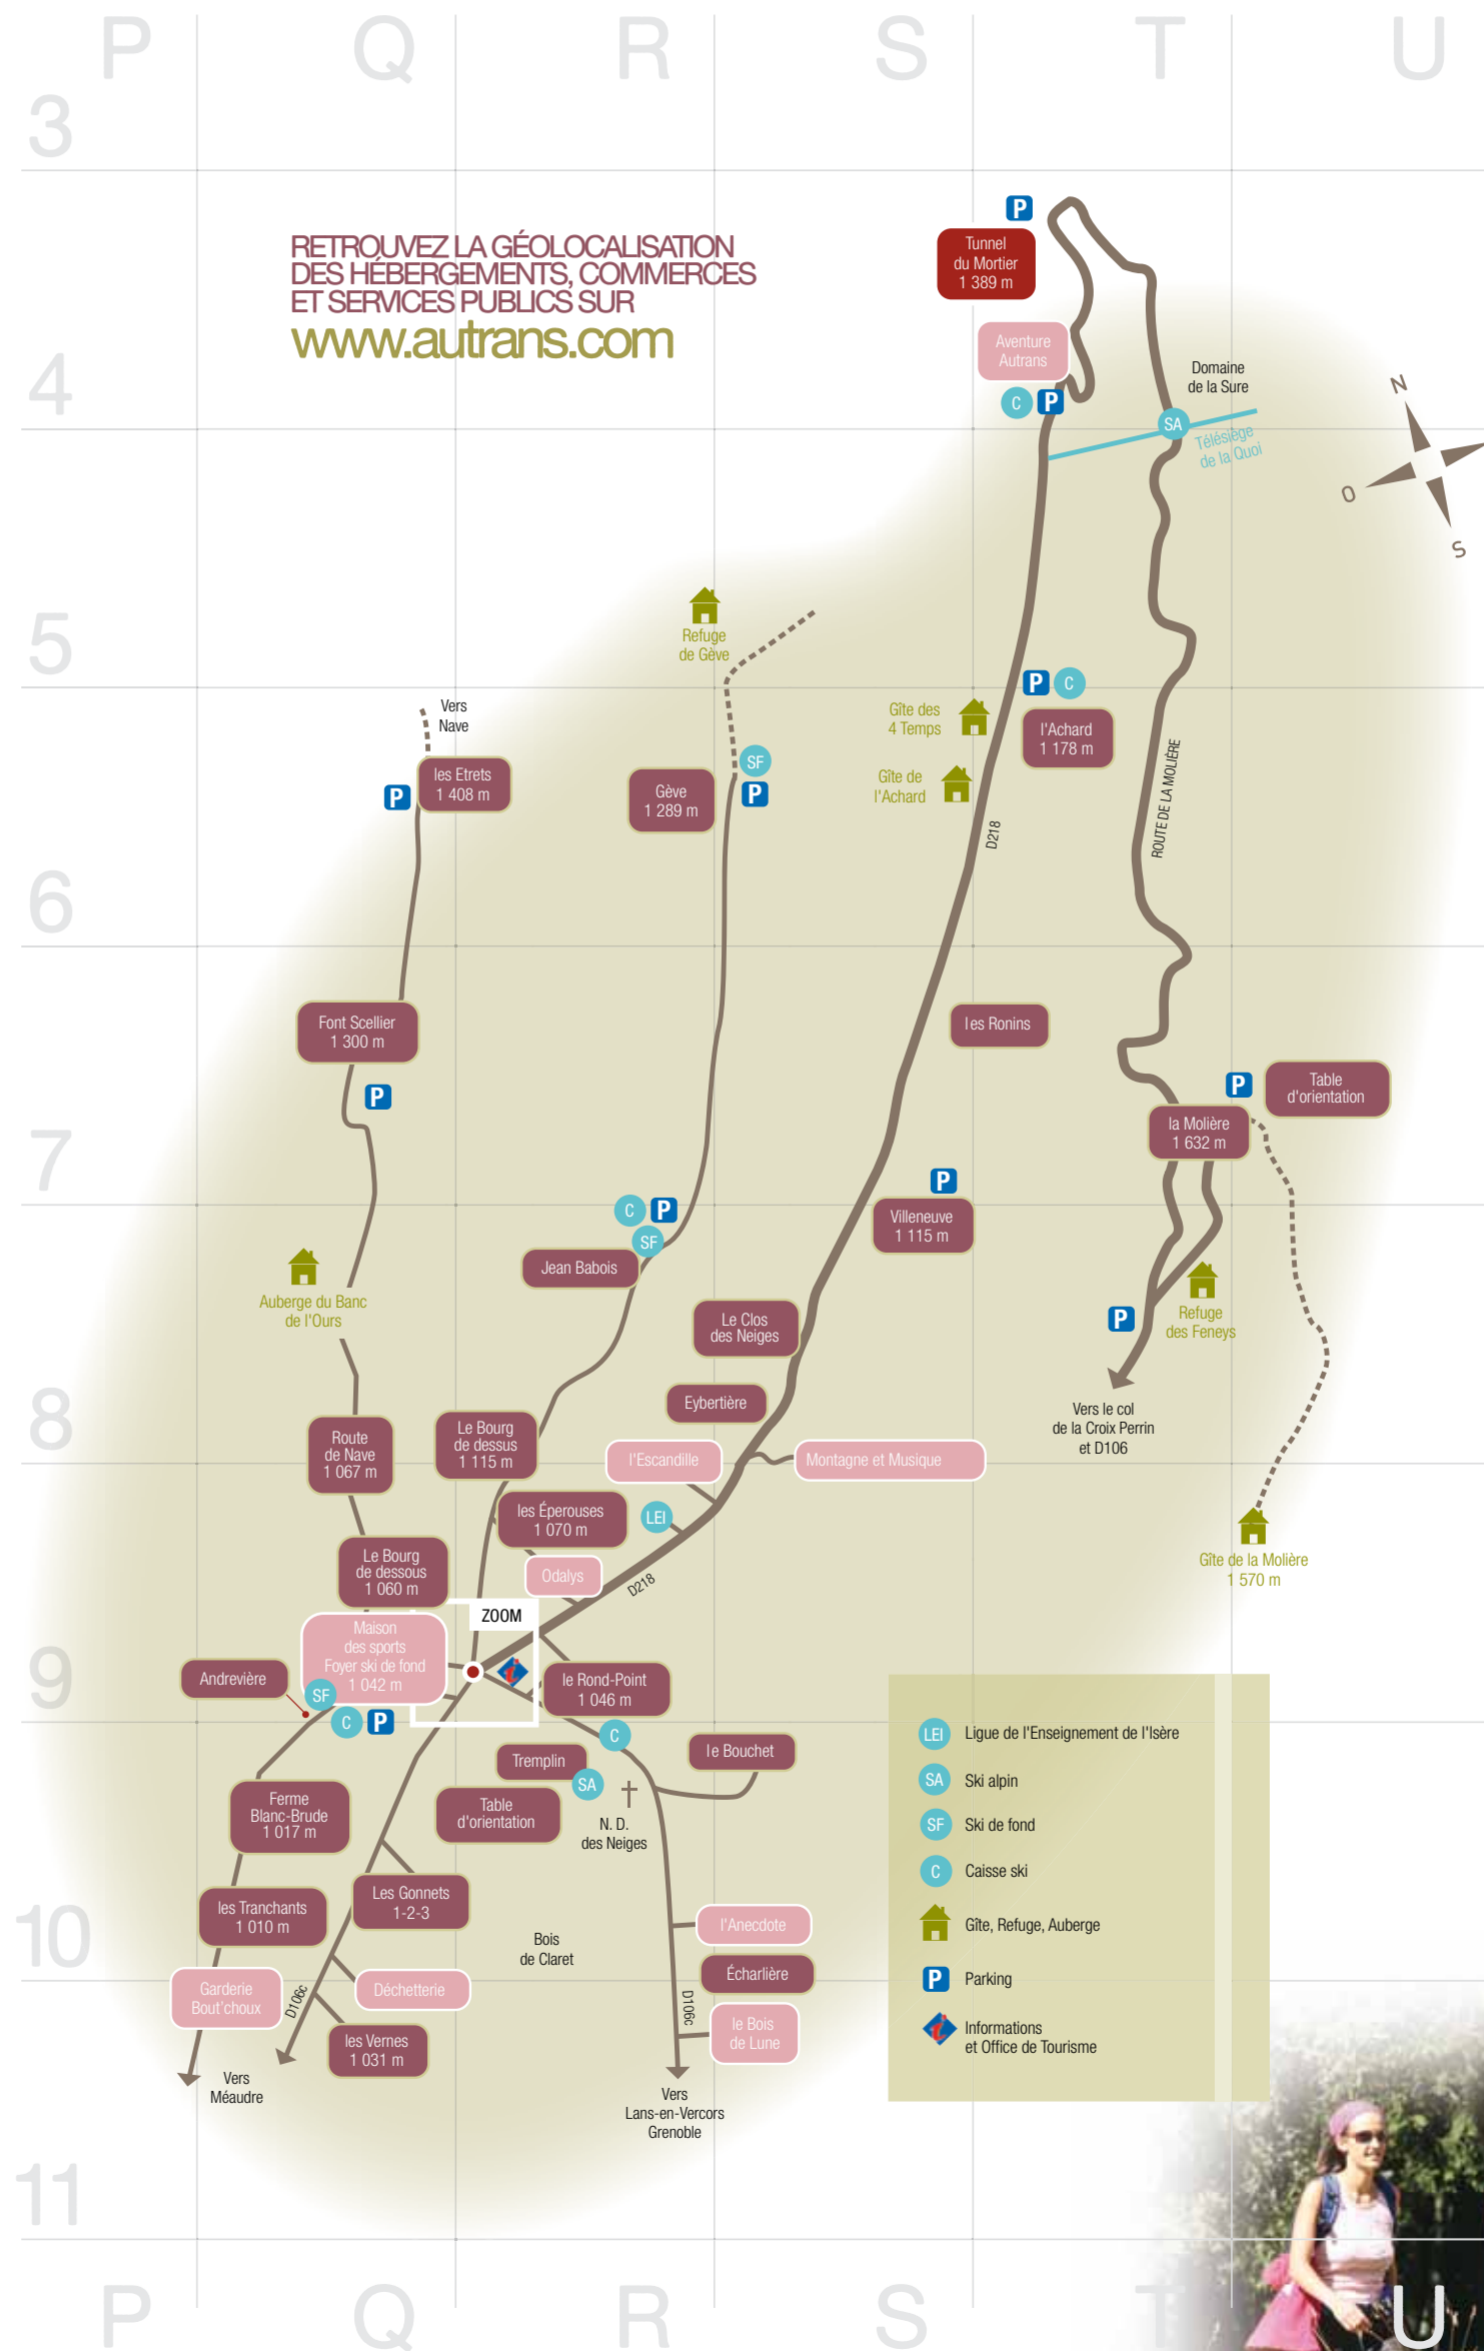 P Q R S T U
3
RETROUVEZ LA GÉOLOCALISATION
DES HÉBERGEMENTS, COMMERCES
ET SERVICES PUBLICS SUR
www.autrans.com
P
Tunnel
du Mortier
1 389 m
Aventure
Autrans
C P
4
Domaine
de la Sure
SA
Télésiège
de la Quoi
N
O
S
5
Refuge
de Gève
Vers
Nave
les Etrets
1 408 m
P
Gève
1 289 m
SF
P
Gîte des
4 Temps
Gîte de
l'Achard
P C
l'Achard
1 178 m
D218
ROUTE DE LA MOLIÈRE
6
Font Scellier
1 300 m
P
les Ronins
P
Table
d'orientation
la Molière
1 632 m
7
C P
SF
Jean Babois
P
Villeneuve
1 115 m
Auberge du Banc
de l'Ours
Le Clos
des Neiges
P
Refuge
des Feneys
8
Eybertière
Vers le col
de la Croix Perrin
et D106
Route
de Nave
1 067 m
Le Bourg
de dessus
1 115 m
l'Escandille
Montagne et Musique
les Éperouses
1 070 m
LEI
Gîte de la Molière
1 570 m
Le Bourg
de dessous
1 060 m
Odalys
D218
ZOOM
9
Maison
des sports
Foyer ski de fond
1 042 m
Andrevière
SF
C P
i
le Rond-Point
1 046 m
C
Tremplin
SA
le Bouchet
Table
d'orientation
N. D.
des Neiges
Ferme
Blanc-Brude
1 017 m
Les Gonnets
1-2-3
les Tranchants
1 010 m
10
Bois
de Claret
l'Anecdote
Écharlière
Garderie
Bout'choux
D106c
Déchetterie
D106c
le Bois
de Lune
les Vernes
1 031 m
Vers
Méaudre
Vers
Lans-en-Vercors
Grenoble
LEI Ligue de l'Enseignement de l'Isère
SA Ski alpin
SF Ski de fond
C Caisse ski
Gîte, Refuge, Auberge
P Parking
i Informations
et Office de Tourisme
11
P Q R S T U